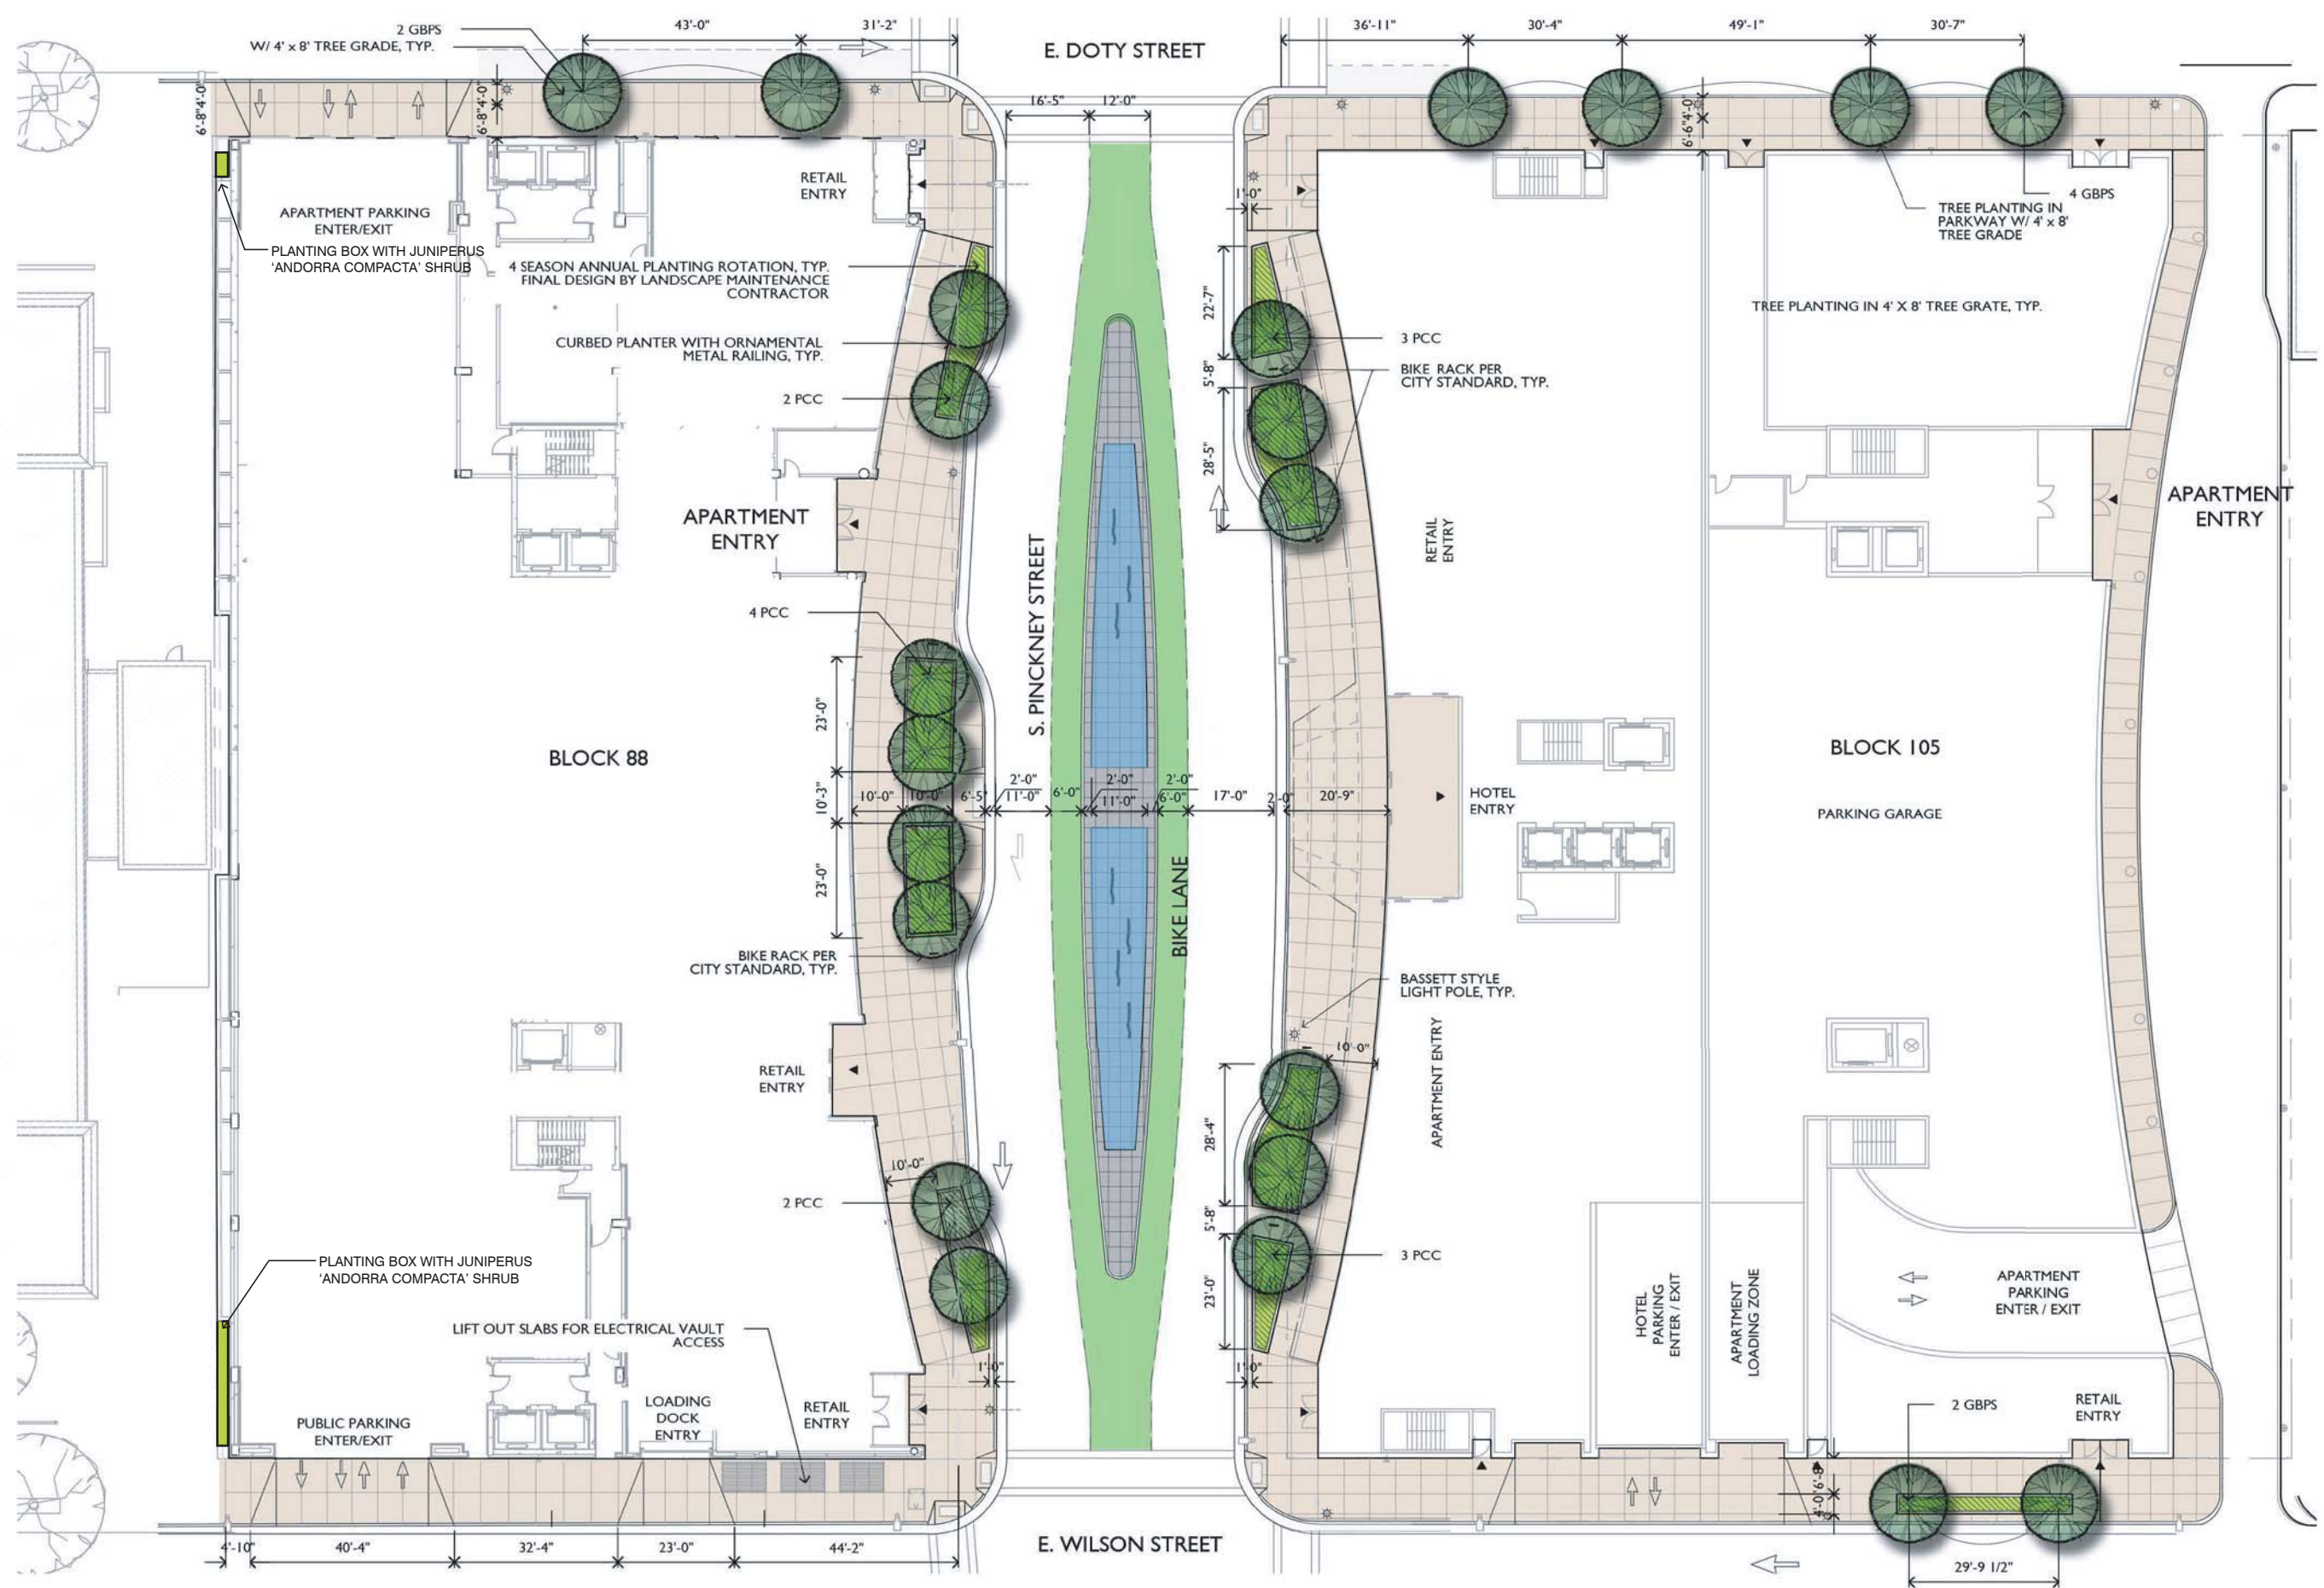 2 GBPS
W/ 4' x 8' TREE GRADE, TYP.
43'-0"
31'-2"
E. DOTY STREET
36'-11"
30'-4"
49'-1"
30'-7"
6'-8"
4'-0"
6'-8"
4'-0"
16'-5"
12'-0"
6'-6"
4'-0"
RETAIL
ENTRY
APARTMENT PARKING
ENTER/EXIT
PLANTING BOX WITH JUNIPERUS
'ANDORRA COMPACTA' SHRUB
4 SEASON ANNUAL PLANTING ROTATION, TYP.
FINAL DESIGN BY LANDSCAPE MAINTENANCE
CONTRACTOR
CURBED PLANTER WITH ORNAMENTAL
METAL RAILING, TYP.
2 PCC
1'-0"
22'-7"
5'-8"
28'-5"
3 PCC
BIKE RACK PER
CITY STANDARD, TYP.
4 GBPS
TREE PLANTING IN
PARKWAY W/ 4' x 8'
TREE GRADE
TREE PLANTING IN 4' X 8' TREE GRATE, TYP.
APARTMENT
ENTRY
RETAIL
ENTRY
APARTMENT
ENTRY
S. PINCKNEY STREET
4 PCC
23'-0"
10'-3"
23'-0"
BLOCK 88
BLOCK 105
10'-0"
10'-0"
6'-5"
2'-0"
11'-0"
6'-0"
2'-0"
11'-0"
2'-0"
6'-0"
17'-0"
2'-0"
20'-9"
HOTEL
ENTRY
PARKING GARAGE
BIKE LANE
BIKE RACK PER
CITY STANDARD, TYP.
BASSETT STYLE
LIGHT POLE, TYP.
RETAIL
ENTRY
10'-0"
APARTMENT ENTRY
28'-4"
5'-8"
23'-0"
10'-0"
2 PCC
3 PCC
PLANTING BOX WITH JUNIPERUS
'ANDORRA COMPACTA' SHRUB
LIFT OUT SLABS FOR ELECTRICAL VAULT
ACCESS
1'-0"
1'-0"
HOTEL
PARKING
ENTER / EXIT
APARTMENT
LOADING ZONE
APARTMENT
PARKING
ENTER / EXIT
PUBLIC PARKING
ENTER/EXIT
LOADING
DOCK
ENTRY
RETAIL
ENTRY
2 GBPS
RETAIL
ENTRY
4'-0"
6'-8"
4'-10"
40'-4"
32'-4"
23'-0"
44'-2"
E. WILSON STREET
29'-9 1/2"